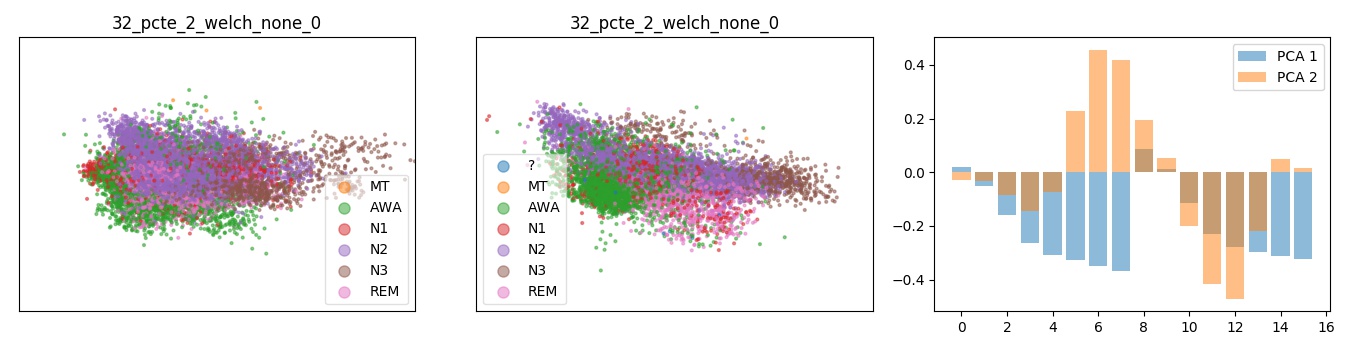 32_pcte_2_welch_none_0
MT
AWA
N1
N2
N3
REM
32_pcte_2_welch_none_0
?
MT
AWA
N1
N2
N3
REM
PCA 1
PCA 2
0.4
0.2
0.0
−0.2
−0.4
0 2 4 6 8 10 12 14 16